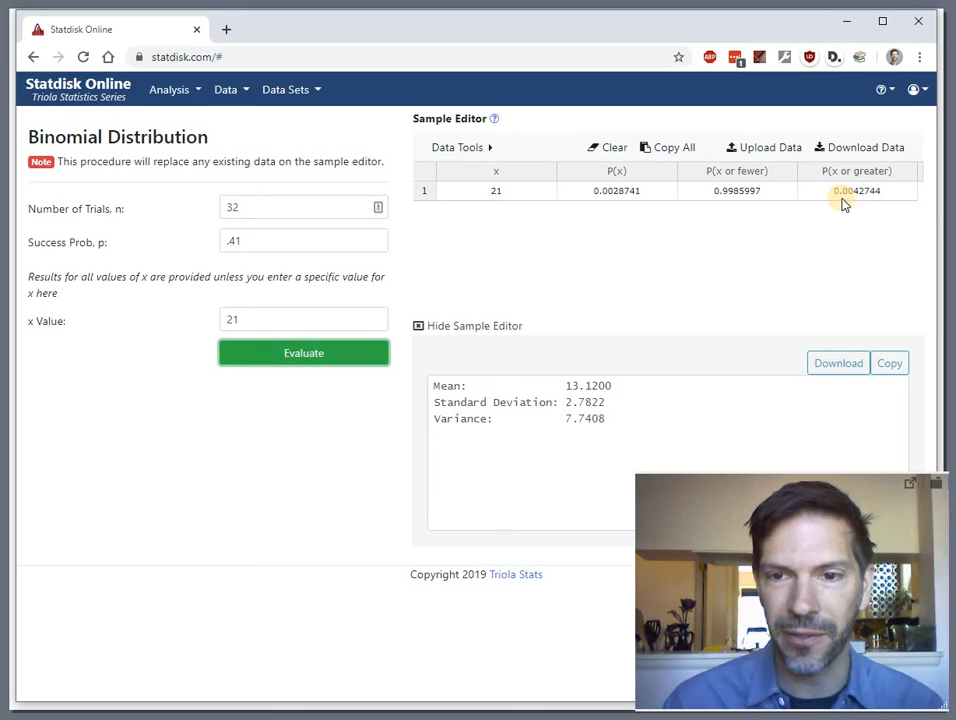 Statdisk Online
statdisk.com/#
1
Statdisk Online
Triola Statistics Series
Analysis
Data
Data Sets
Binomial Distribution
Note This procedure will replace any existing data on the sample editor.
Number of Trials, n:
32
Success Prob, p:
.41
Results for all values of x are provided unless you enter a specific value for
x here
x Value:
21
Evaluate
Sample Editor
Data Tools
Clear
Copy All
Upload Data
Download Data
x P(x) P(x or fewer) P(x or greater)
1 21 0.0028741 0.9985997 0.0042744
Hide Sample Editor
Download
Copy
Mean: 13.1200
Standard Deviation: 2.7822
Variance: 7.7408
Copyright 2019 Triola Stats